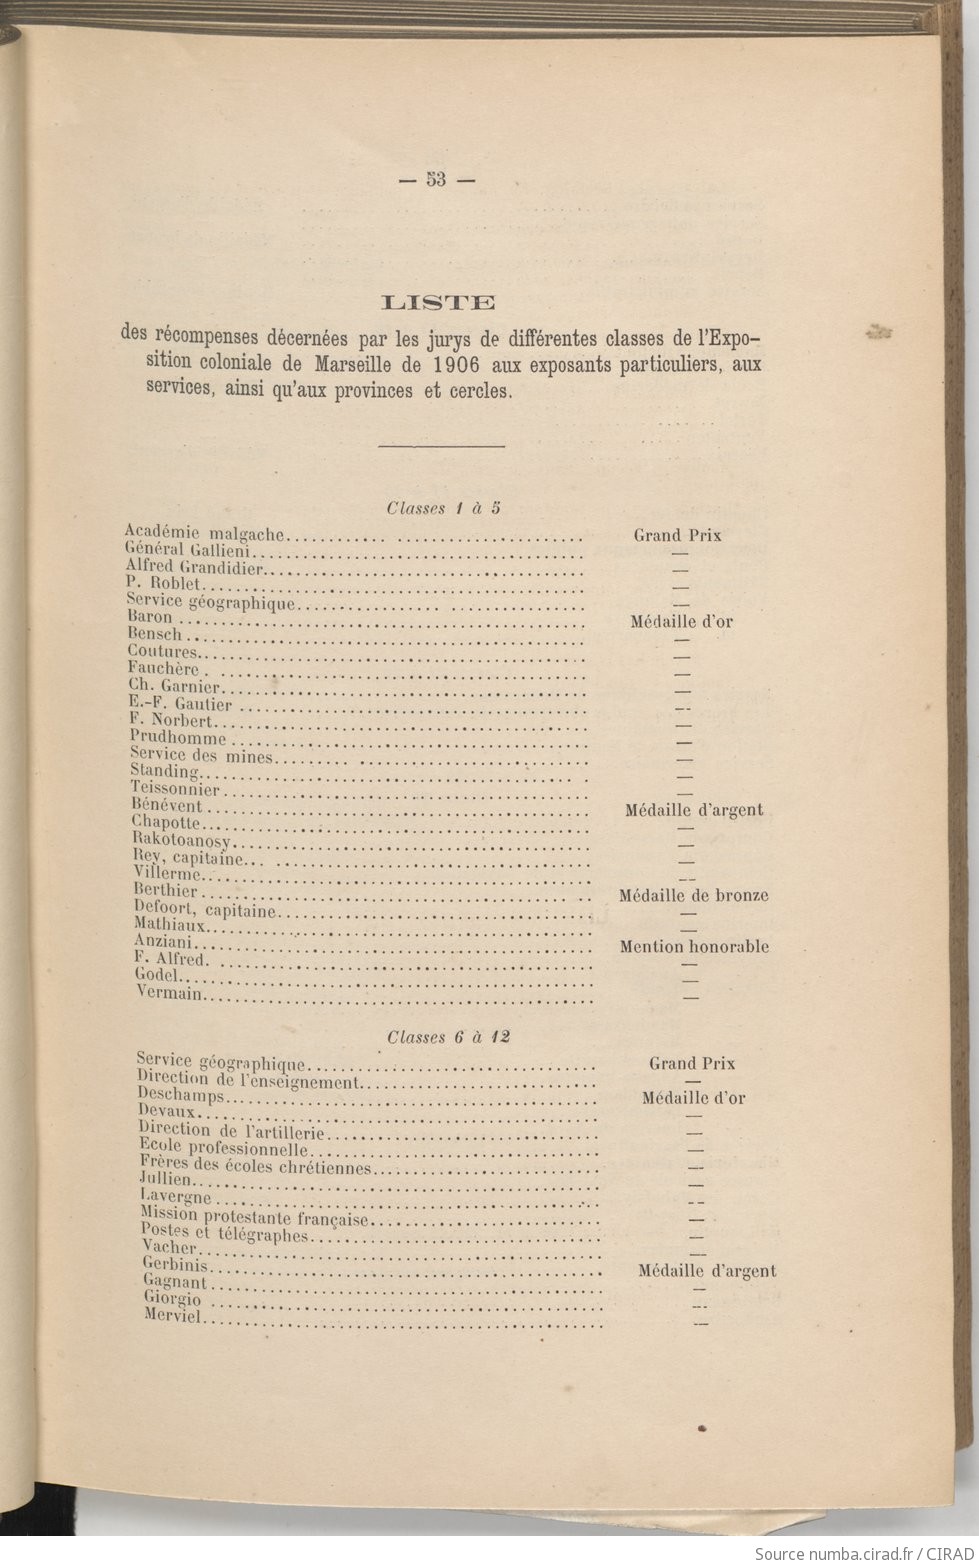 — 53 —
LISTE
des récompenses décernées par les jurys de différentes classes de l'Expo-
sition coloniale de Marseille de 1906 aux exposants particuliers, aux
services, ainsi qu'aux provinces et cercles.
Classes 1 à 5
Académie malgache...................... Grand Prix
Général Gallieni...................... —
Alfred Grandidier...................... —
P. Roblet...................... —
Service géographique...................... —
Baron ...................... Médaille d'or
Bensch ...................... —
Coutures...................... —
Fauchère ...................... —
Ch. Garnier...................... —
E.-F. Gautier ...................... —
F. Norbert...................... —
Prudhomme ...................... —
Service des mines...................... —
Standing...................... —
Teissonnier...................... —
Bénévent...................... Médaille d'argent
Chapotte...................... —
Rakotoanosy...................... —
Rey, capitaine...................... —
Villerme...................... —
Berthier...................... Médaille de bronze
Defoort, capitaine...................... —
Mathiaux...................... —
Anziani...................... Mention honorable
F. Alfred...................... —
Godel...................... —
Vermain...................... —
Classes 6 à 12
Service géographique...................... Grand Prix
Direction de l'enseignement...................... —
Deschamps...................... Médaille d'or
Devaux...................... —
Direction de l'artillerie...................... —
Ecole professionnelle...................... —
Frères des écoles chrétiennes...................... —
Jullien...................... —
Lavergne...................... —
Mission protestante française...................... —
Postes et télégraphes...................... —
Vacher...................... —
Gerbinis...................... Médaille d'argent
Gagnant...................... —
Giorgio ...................... —
Merviel...................... —
Source numba.cirad.fr / CIRAD